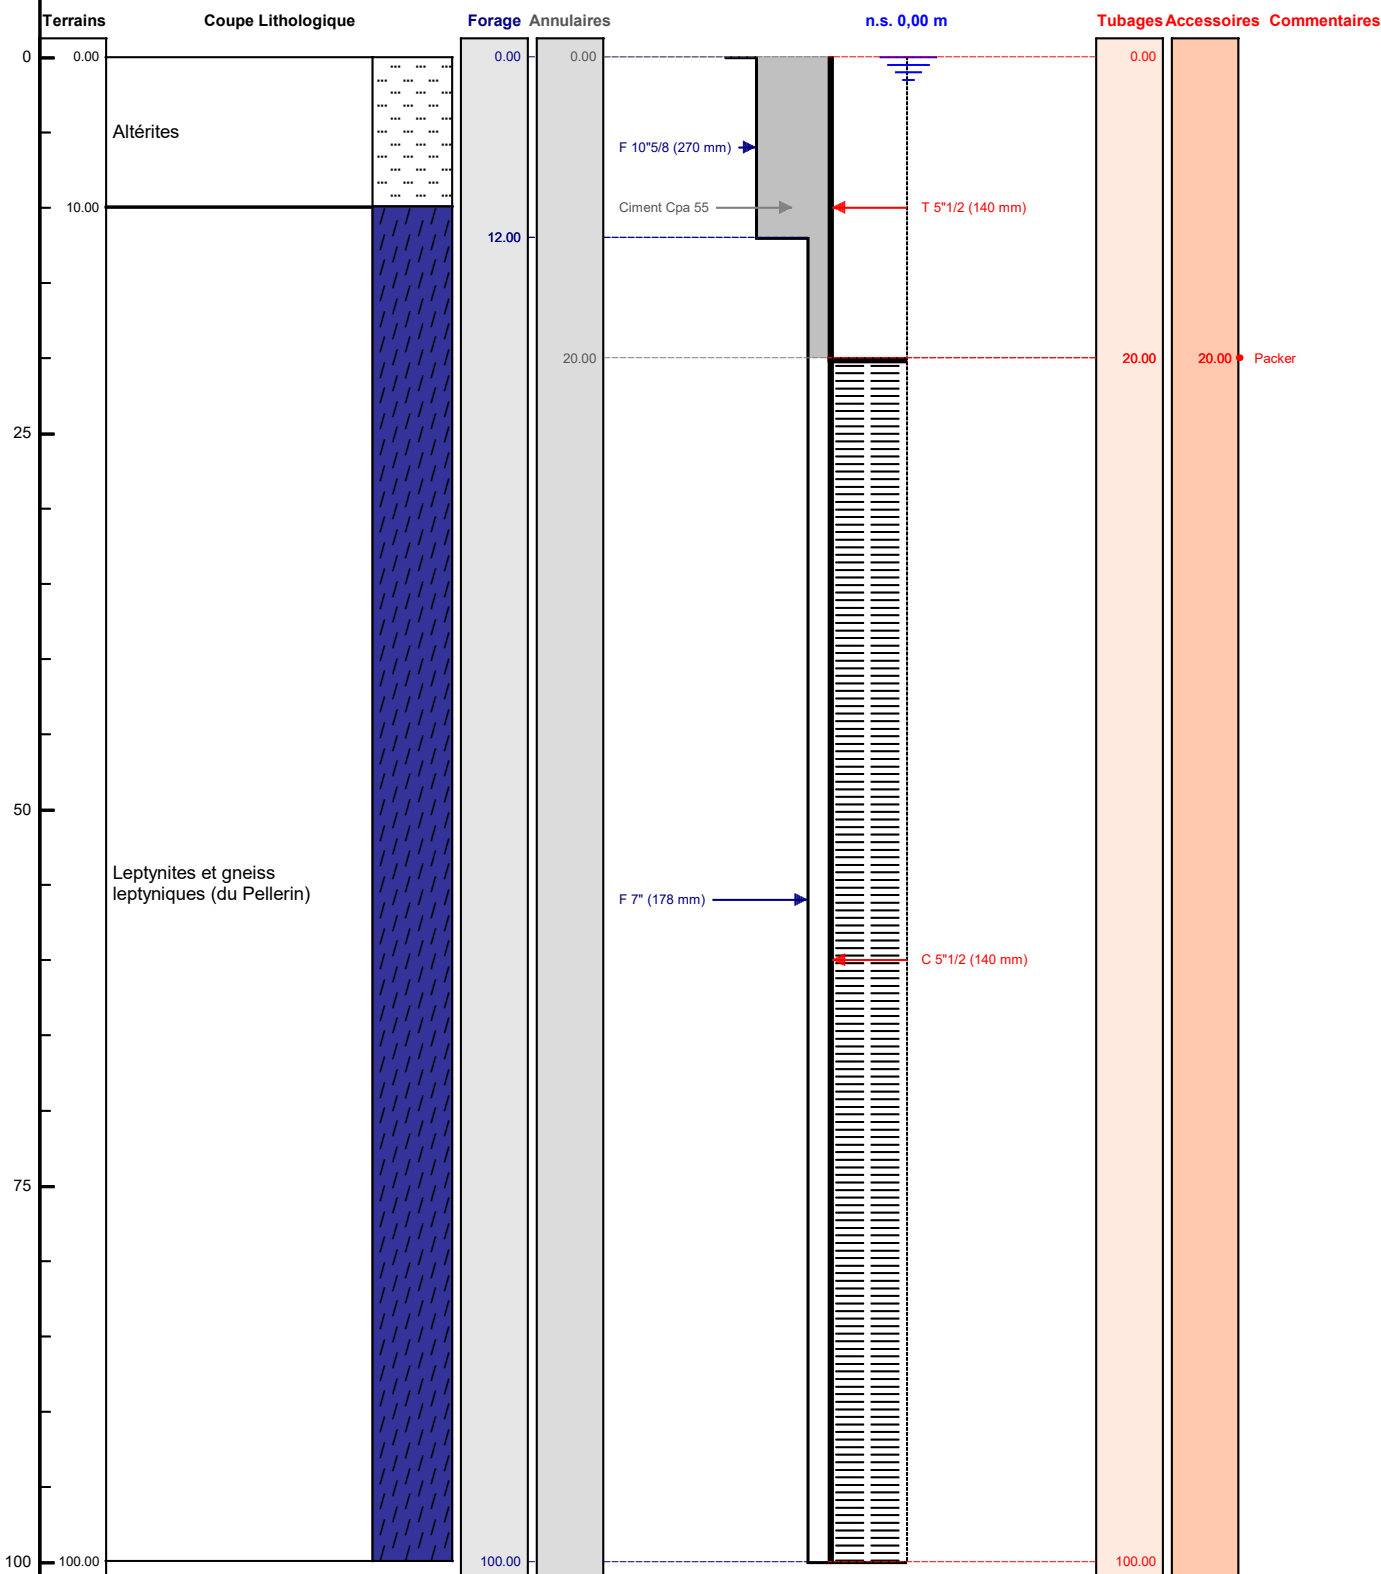 Terrains Coupe Lithologique Forage Annulaires n.s. 0,00 m Tubages Accessoires Commentaires
0 0.00 0.00 0.00 0.00
Altérites
F 10"5/8 (270 mm)
10.00 Ciment Cpa 55 T 5"1/2 (140 mm)
12.00
20.00 20.00 20.00 Packer
25
50
Leptynites et gneiss
leptyniques (du Pellerin)
F 7" (178 mm)
C 5"1/2 (140 mm)
75
100 100.00 100.00 100.00